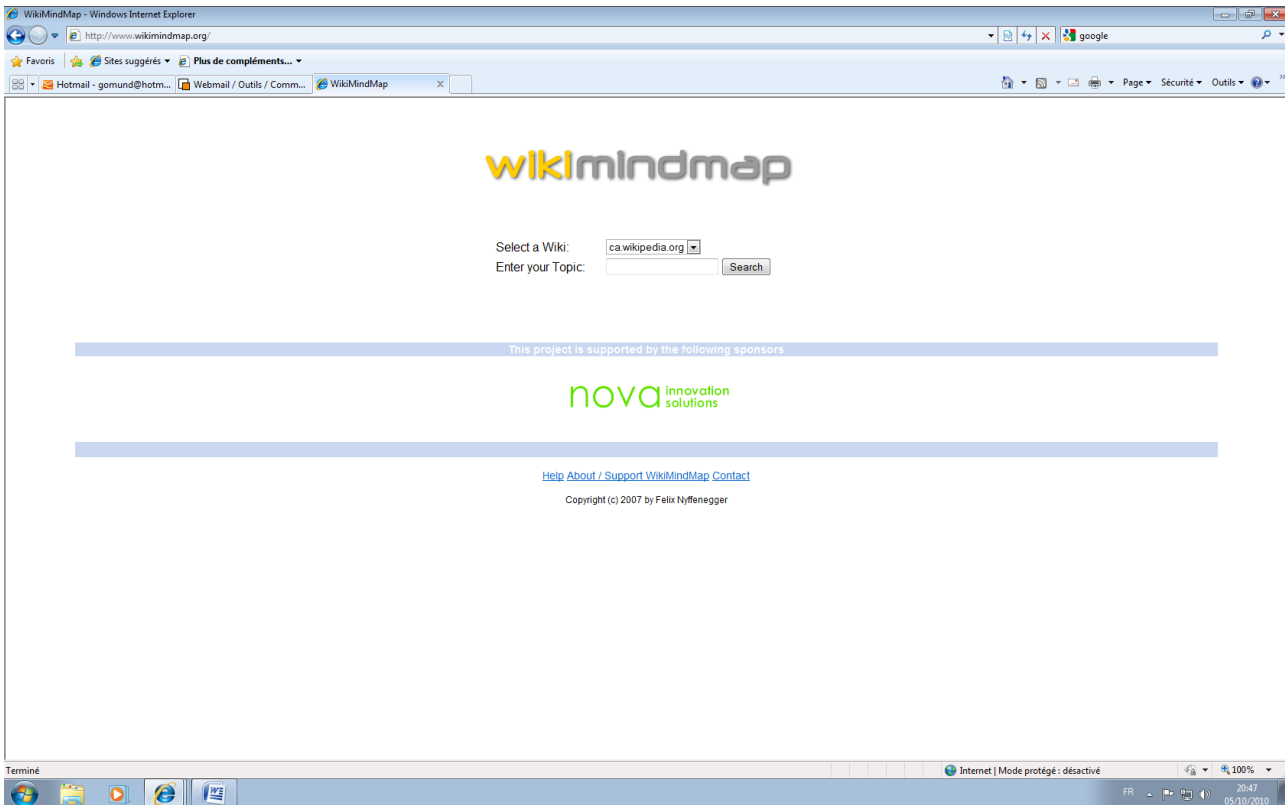 WikiMindMap - Windows Internet Explorer
http://www.wikimindmap.org/
google
Favoris
Sites suggérés
Plus de compléments...
Hotmail - gomund@hotm...
Webmail / Outils / Comm...
WikiMindMap
x
Page
Sécurité
Outils
»
wikimindmap
Select a Wiki:
ca.wikipedia.org
Enter your Topic:
Search
This project is supported by the following sponsors
nova innovation
solutions
Help About / Support WikiMindMap Contact
Copyright (c) 2007 by Felix Nyffenegger
Terminé
Internet | Mode protégé : désactivé
100%
FR
20:47
05/10/2010